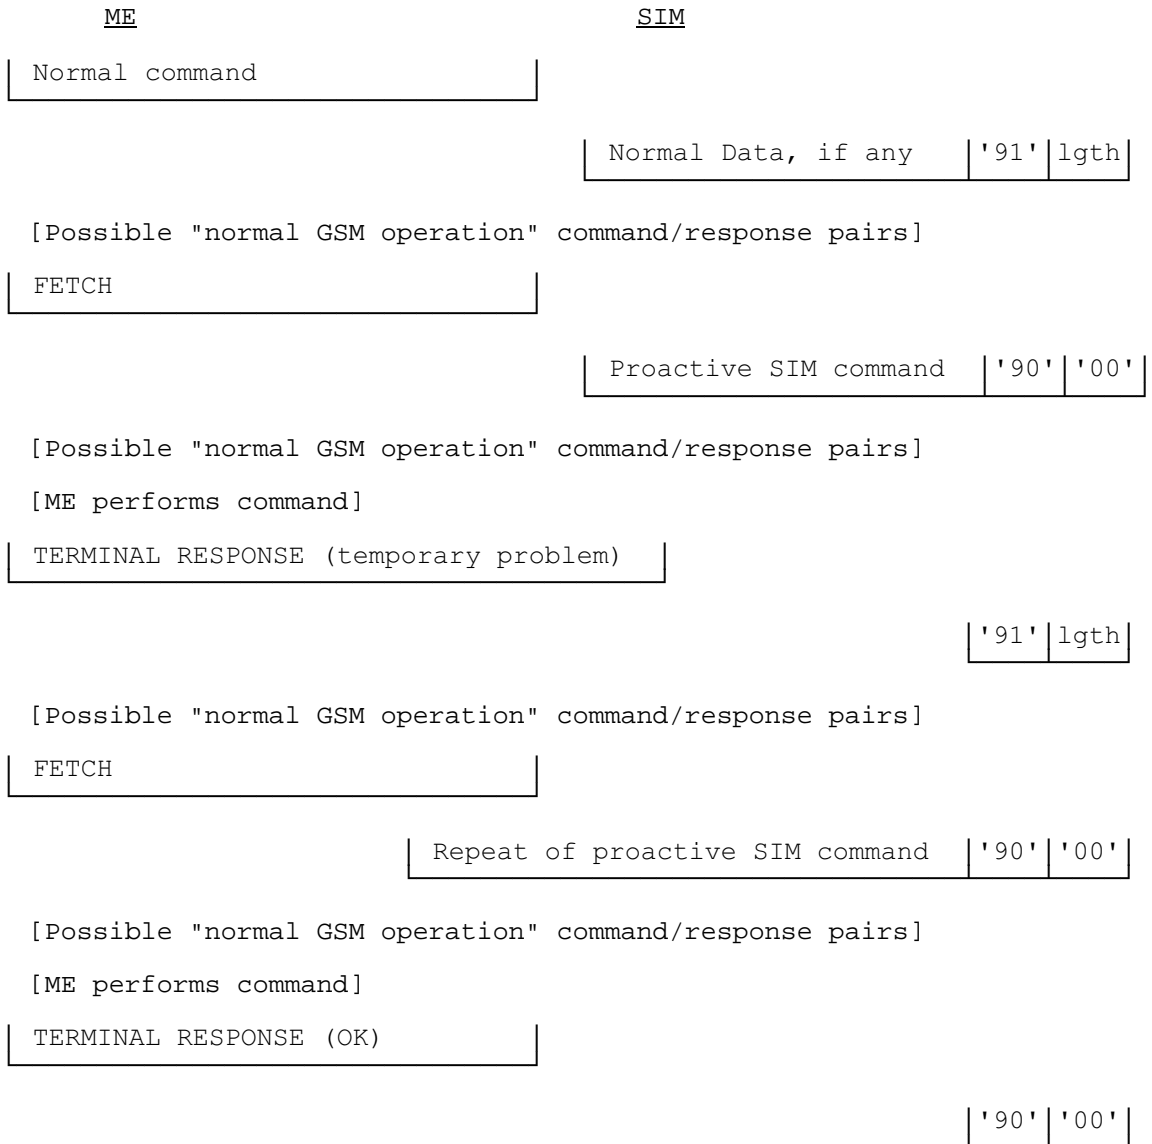 ME SIM
Normal command
Normal Data, if any '91' lgth
[Possible "normal GSM operation" command/response pairs]
FETCH
Proactive SIM command '90' '00'
[Possible "normal GSM operation" command/response pairs]
[ME performs command]
TERMINAL RESPONSE (temporary problem)
'91' lgth
[Possible "normal GSM operation" command/response pairs]
FETCH
Repeat of proactive SIM command '90' '00'
[Possible "normal GSM operation" command/response pairs]
[ME performs command]
TERMINAL RESPONSE (OK)
'90' '00'